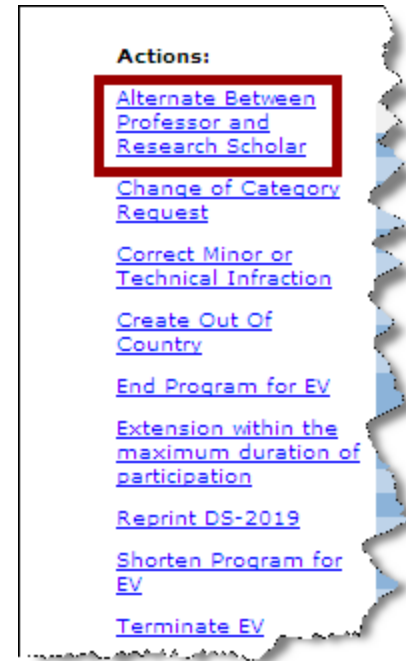 Actions:
Alternate Between
Professor and
Research Scholar
Change of Category
Request
Correct Minor or
Technical Infraction
Create Out Of
Country
End Program for EV
Extension within the
maximum duration of
participation
Reprint DS-2019
Shorten Program for
EV
Terminate EV